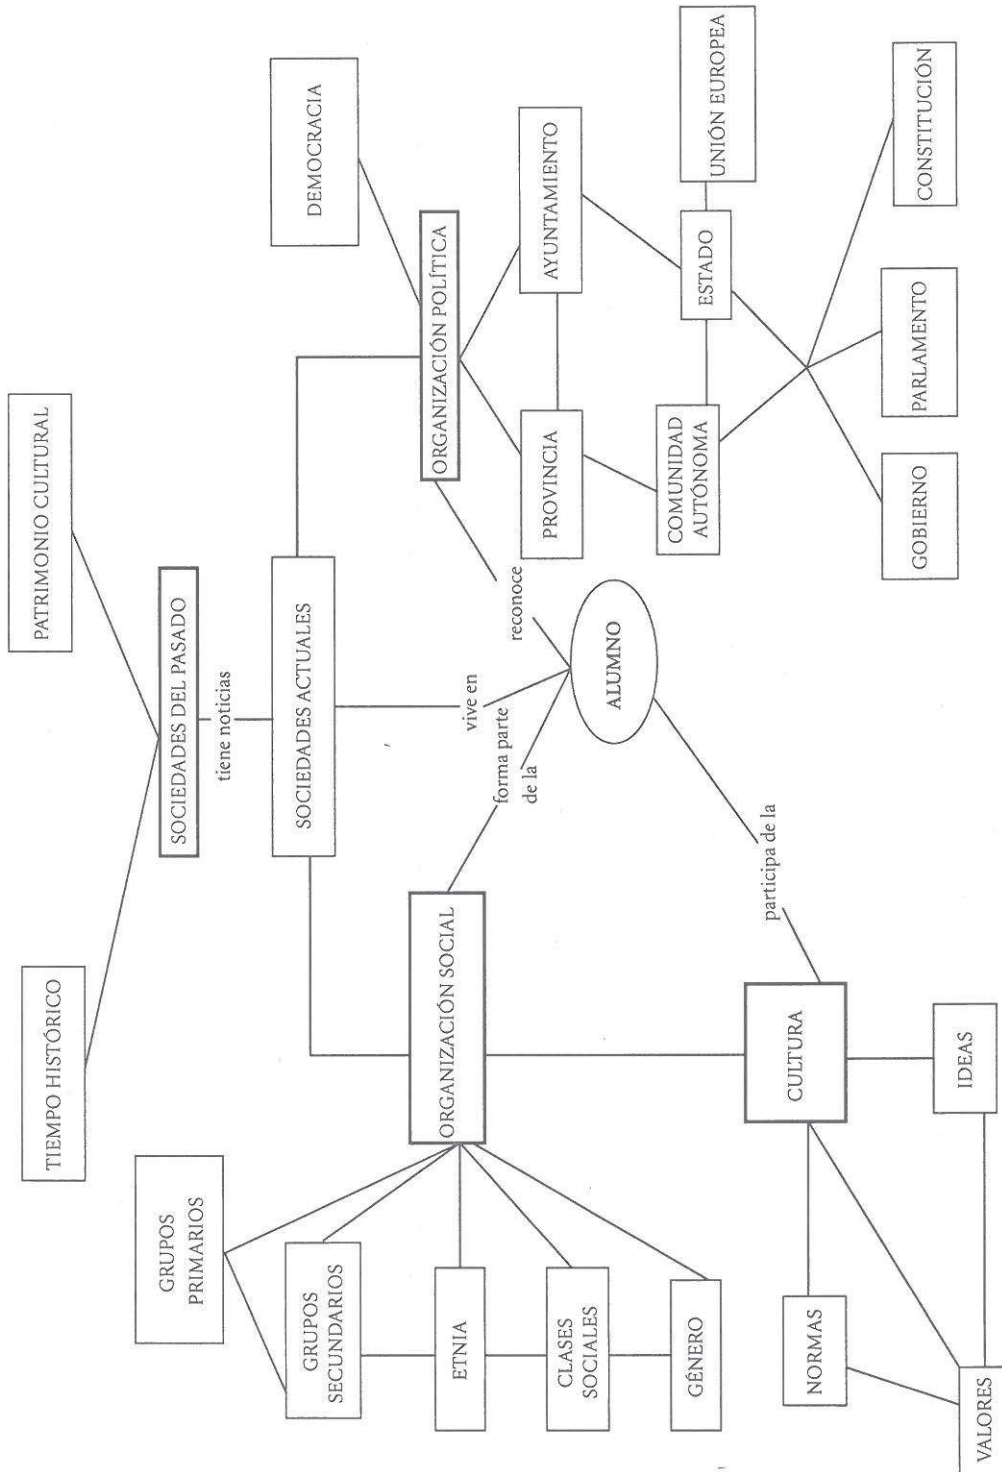 TIEMPO HISTÓRICO
PATRIMONIO CULTURAL
SOCIEDADES DEL PASADO
tiene noticias
SOCIEDADES ACTUALES
GRUPOS
PRIMARIOS
GRUPOS
SECUNDARIOS
ETNIA
CLASES
SOCIALES
GÉNERO
ORGANIZACIÓN SOCIAL
forma parte
de la
vive en
reconoce
ALUMNO
participa de la
ORGANIZACIÓN POLÍTICA
DEMOCRACIA
PROVINCIA
AYUNTAMIENTO
COMUNIDAD
AUTÓNOMA
ESTADO
UNIÓN EUROPEA
GOBIERNO
PARLAMENTO
CONSTITUCIÓN
CULTURA
NORMAS
VALORES
IDEAS